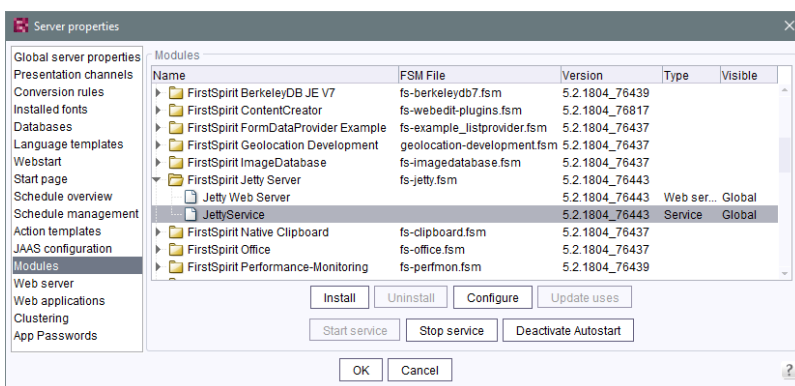 Server properties
Global server properties
Presentation channels
Conversion rules
Installed fonts
Databases
Language templates
Webstart
Start page
Schedule overview
Schedule management
Action templates
JAAS configuration
Modules
Web server
Web applications
Clustering
App Passwords
Modules
Name FSM File Version Type Visible
FirstSpirit BerkeleyDB JE V7 fs-berkeleydb7.fsm 5.2.1804_76439
FirstSpirit ContentCreator fs-webedit-plugins.fsm 5.2.1804_76817
FirstSpirit FormDataProvider Example fs-example_listprovider.fsm 5.2.1804_76437
FirstSpirit Geolocation Development geolocation-development.fsm 5.2.1804_76437
FirstSpirit ImageDatabase fs-imagedatabase.fsm 5.2.1804_76437
FirstSpirit Jetty Server fs-jetty.fsm 5.2.1804_76443
Jetty Web Server 5.2.1804_76443 Web ser... Global
JettyService 5.2.1804_76443 Service Global
FirstSpirit Native Clipboard fs-clipboard.fsm 5.2.1804_76437
FirstSpirit Office fs-office.fsm 5.2.1804_76437
FirstSpirit Performance-Monitoring fs-perfmon.fsm 5.2.1804_76439
Install Uninstall Configure Update uses
Start service Stop service Deactivate Autostart
OK Cancel ?